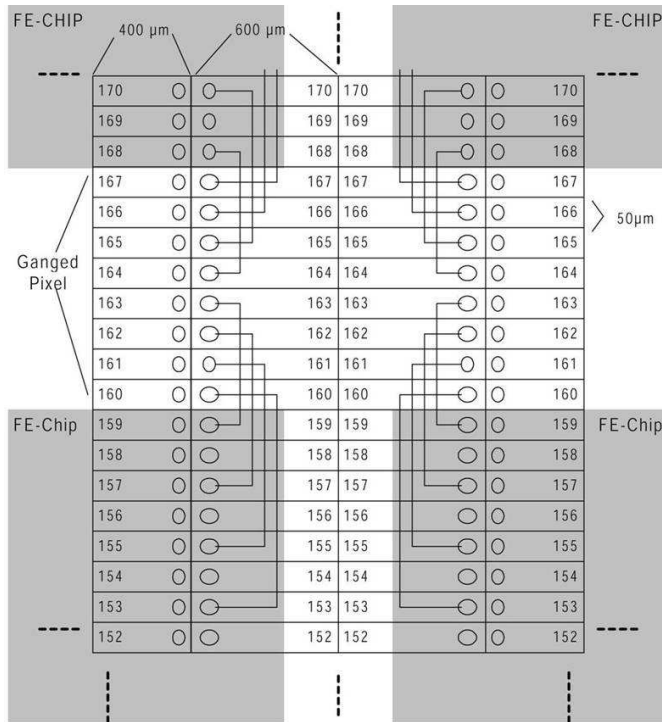 FE-CHIP FE-CHIP
400 µm 600 µm
170 170 170 170
169 169 169 169
168 168 168 168
167 167 167 167
166 166 166 166
50µm
165 165 165 165
Ganged
Pixel
164 164 164 164
163 163 163 163
162 162 162 162
161 161 161 161
160 160 160 160
FE-Chip 159 159 159 159 FE-Chip
158 158 158 158
157 157 157 157
156 156 156 156
155 155 155 155
154 154 154 154
153 153 153 153
152 152 152 152